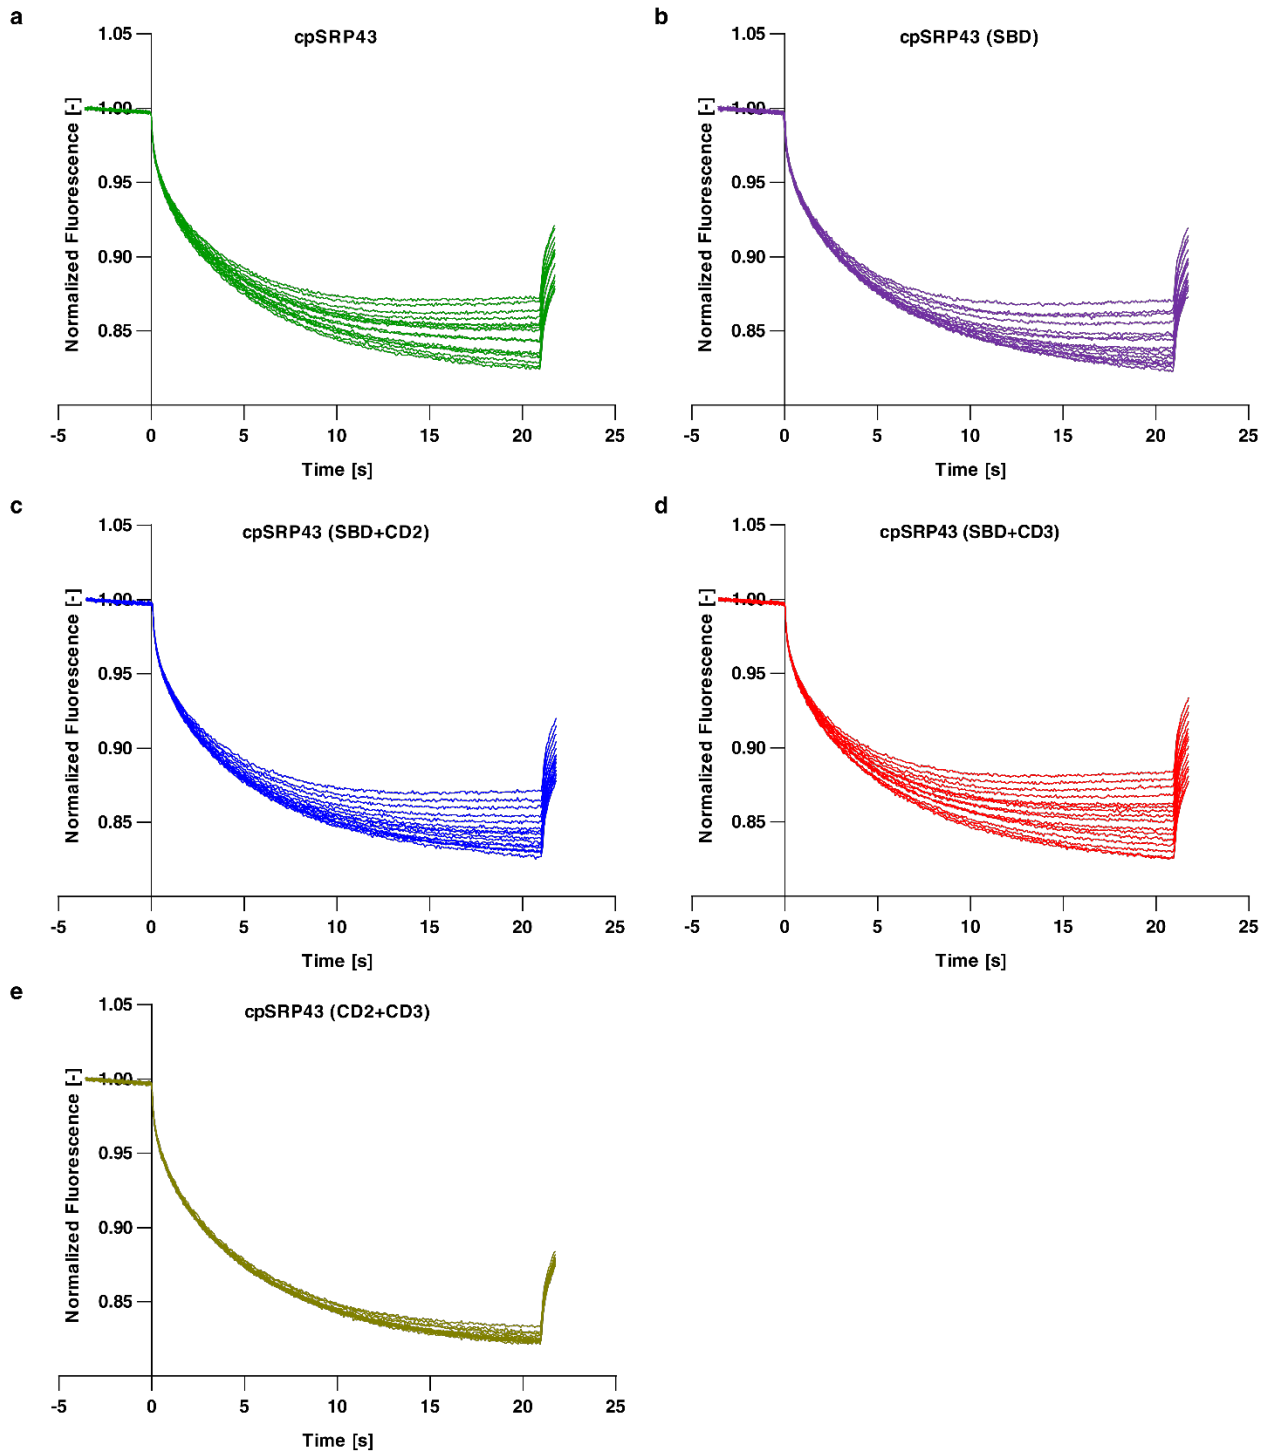 a
cpSRP43
Normalized Fluorescence [-]
1.05
1.00
0.95
0.90
0.85
-5 0 5 10 15 20 25
Time [s]
b
cpSRP43 (SBD)
Normalized Fluorescence [-]
1.05
1.00
0.95
0.90
0.85
-5 0 5 10 15 20 25
Time [s]
c
cpSRP43 (SBD+CD2)
Normalized Fluorescence [-]
1.05
1.00
0.95
0.90
0.85
-5 0 5 10 15 20 25
Time [s]
d
cpSRP43 (SBD+CD3)
Normalized Fluorescence [-]
1.05
1.00
0.95
0.90
0.85
-5 0 5 10 15 20 25
Time [s]
e
cpSRP43 (CD2+CD3)
Normalized Fluorescence [-]
1.05
1.00
0.95
0.90
0.85
-5 0 5 10 15 20 25
Time [s]